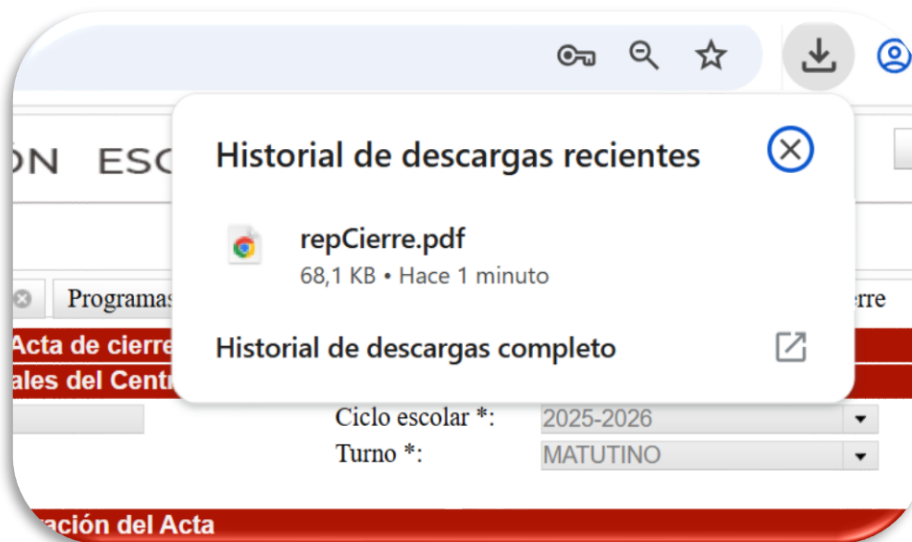 Historial de descargas recientes
ÓN ESC
repCierre.pdf
68,1 KB • Hace 1 minuto
Programas
rre
Historial de descargas completo
Acta de cierre
ales del Centr
Ciclo escolar *: 2025-2026
Turno *: MATUTINO
ación del Acta